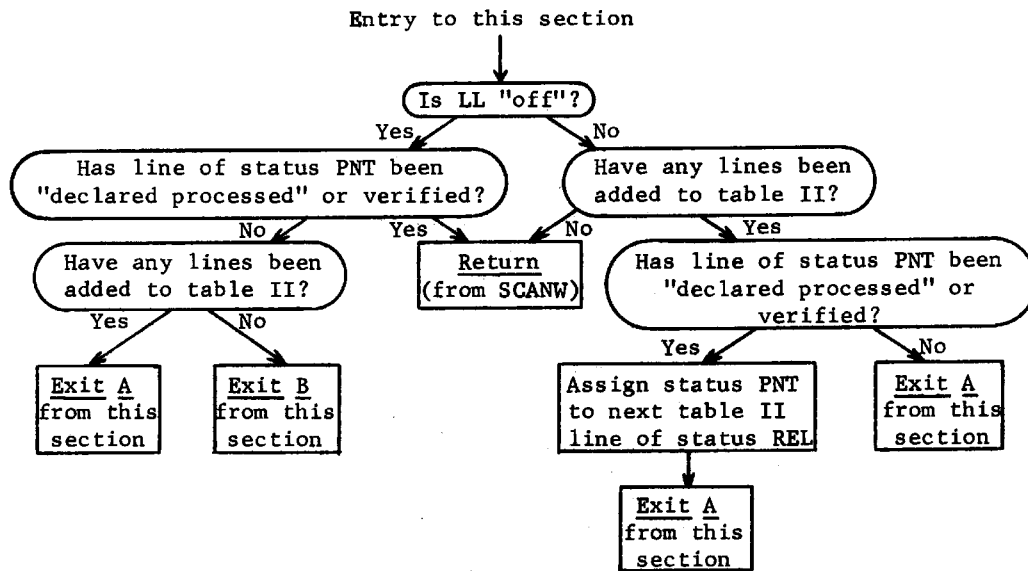 Entry to this section
Is LL "off"?
Yes
No
Has line of status PNT been
"declared processed" or verified?
Have any lines been
added to table II?
No
Yes
No
Yes
Have any lines been
added to table II?
Return
(from SCANW)
Has line of status PNT been
"declared processed" or
verified?
Yes
No
Yes
No
Exit A
from this
section
Exit B
from this
section
Assign status PNT
to next table II
line of status REL
Exit A
from this
section
Exit A
from this
section